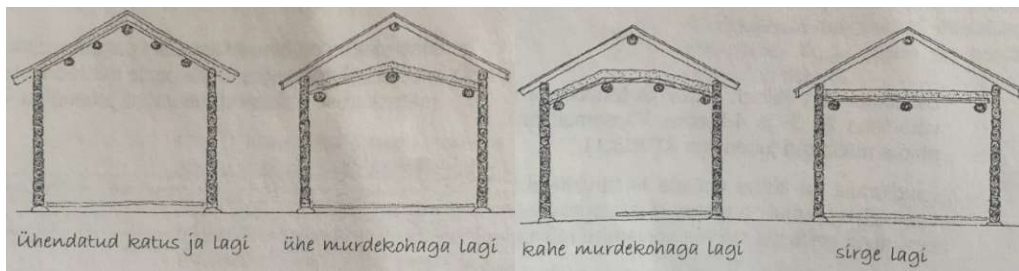 ühendatud katus ja lagi
ühe murdekohaga lagi
kahe murdekohaga lagi
sirge lagi